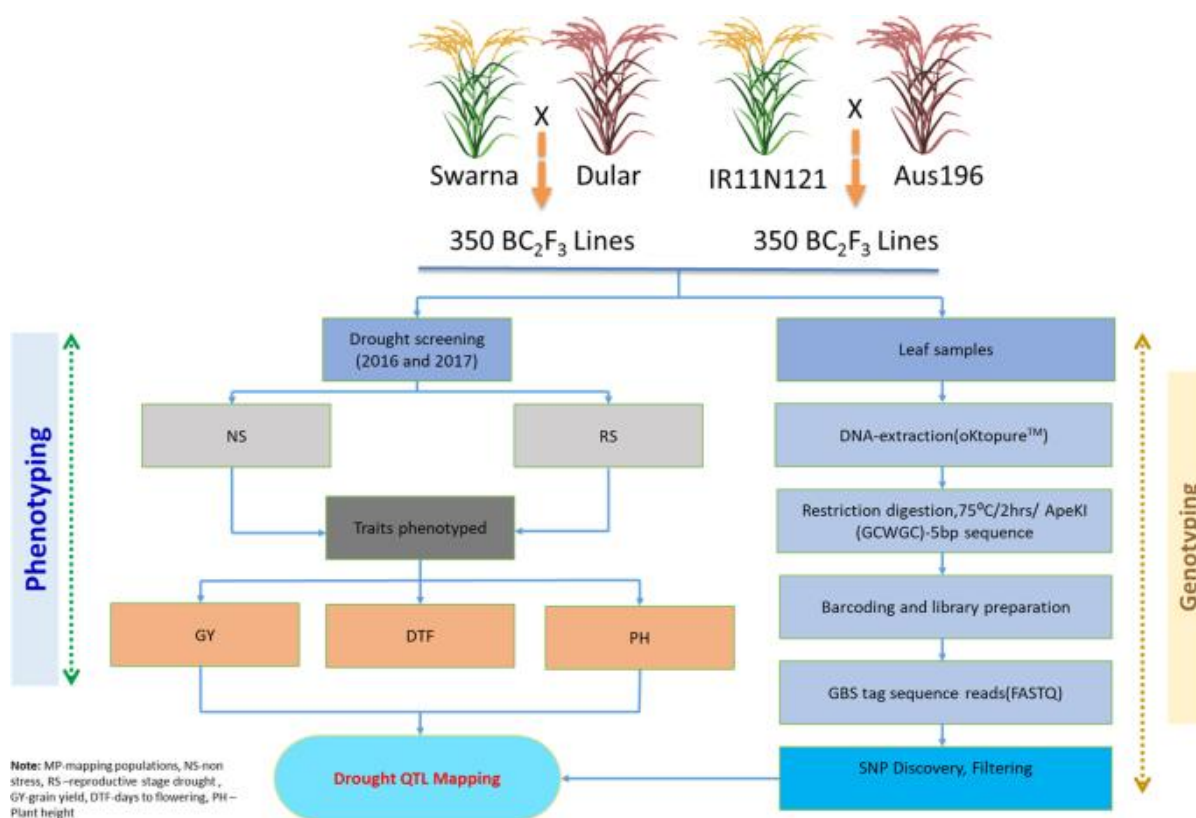 X
X
Swarna
Dular
IR11N121
Aus196
350 BC₂F₃ Lines
350 BC₂F₃ Lines
Phenotyping
Drought screening
(2016 and 2017)
NS
RS
Traits phenotyped
GY
DTF
PH
Drought QTL Mapping
Leaf samples
DNA-extraction(oKtopure™)
Restriction digestion,75⁰C/2hrs/ ApeKI
(GCWGC)-5bp sequence
Barcoding and library preparation
GBS tag sequence reads(FASTQ)
SNP Discovery, Filtering
Genotyping
Note: MP-mapping populations, NS-non
stress, RS –reproductive stage drought ,
GY-grain yield, DTF-days to flowering, PH –
Plant height